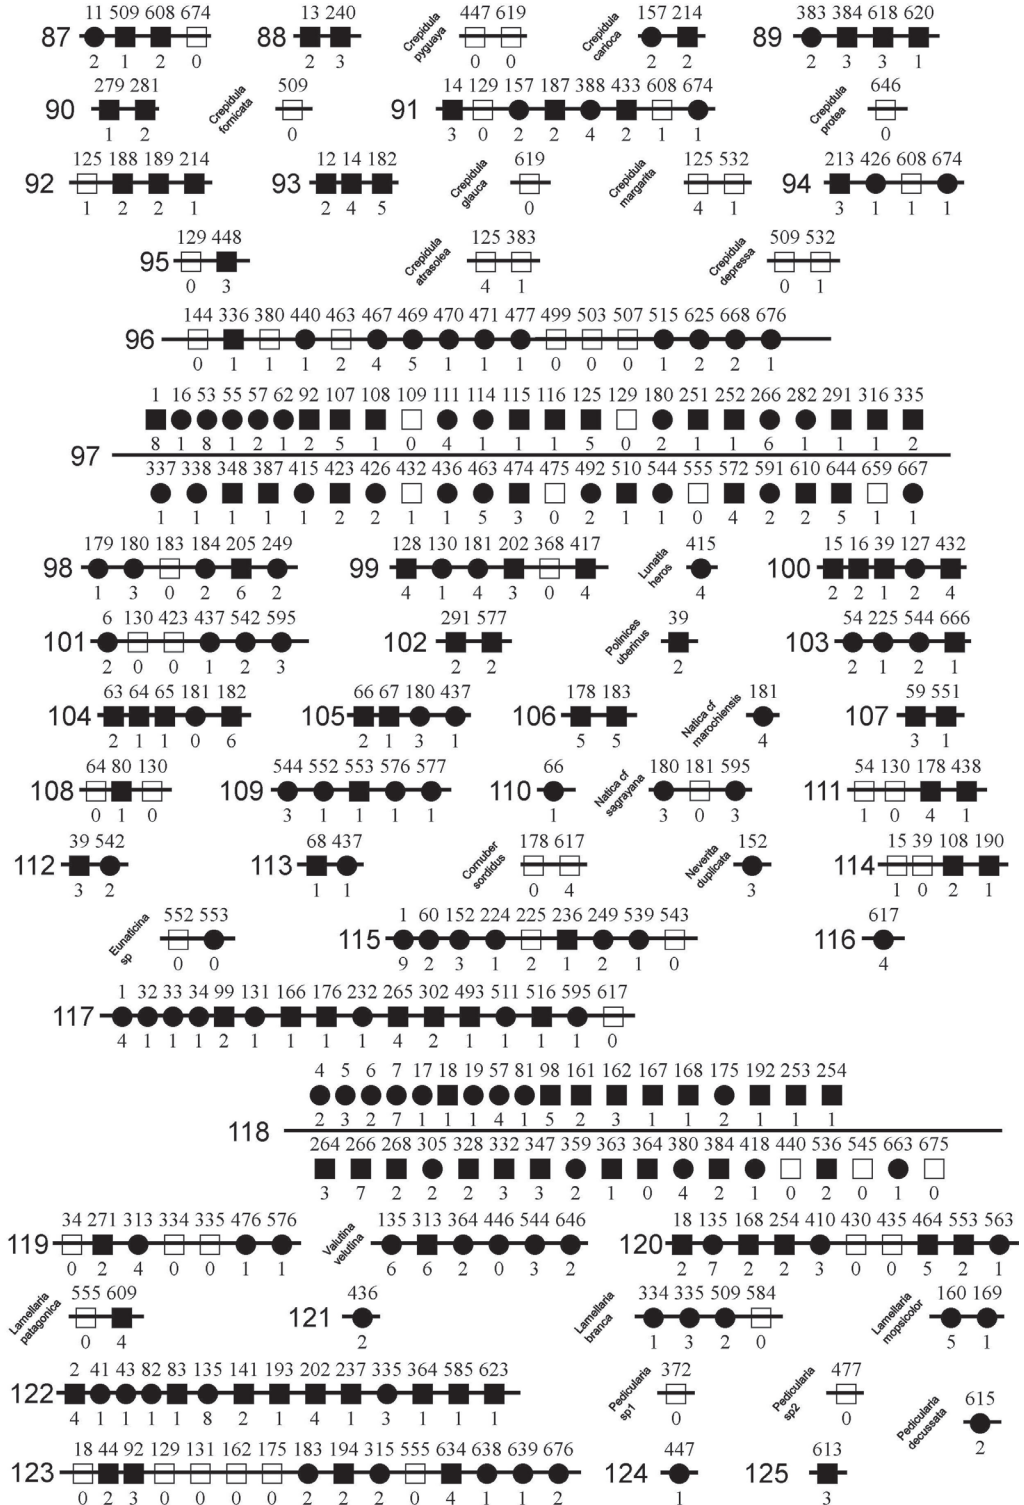 11 509 608 674 13 240 447 619 157 214 383 384 618 620
87 88 Crepidula pyguaya Crepidula carioca 89
2 1 2 0 2 3 0 0 2 2 2 3 3 1
279 281 509 14 129 157 187 388 433 608 674 646
90 Crepidula fornicata 91 Crepidula protea
1 2 0 3 0 2 2 4 2 1 1 0
125 188 189 214 12 14 182 619 125 532 213 426 608 674
92 93 Crepidula glauca Crepidula margarita 94
1 2 2 1 2 4 5 0 4 1 3 1 1 1
129 448 125 383 509 532
95 Crepidula atrasolea Crepidula depressa
0 3 4 1 0 1
144 336 380 440 463 467 469 470 471 477 499 503 507 515 625 668 676
96
0 1 1 1 2 4 5 1 1 1 0 0 0 1 2 2 1
1 16 53 55 57 62 92 107 108 109 111 114 115 116 125 129 180 251 252 266 282 291 316 335
8 1 8 1 2 1 2 5 1 0 4 1 1 1 5 0 2 1 1 6 1 1 1 2
97
337 338 348 387 415 423 426 432 436 463 474 475 492 510 544 555 572 591 610 644 659 667
1 1 1 1 1 2 2 1 1 5 3 0 2 1 1 0 4 2 2 5 1 1
179 180 183 184 205 249 128 130 181 202 368 417 415 15 16 39 127 432
98 99 Lunatia heros 100
1 3 0 2 6 2 4 1 4 3 0 4 4 2 2 1 2 4
6 130 423 437 542 595 291 577 39 54 225 544 666
101 102 Polinices uberinus 103
2 0 0 1 2 3 2 2 2 2 1 2 1
63 64 65 181 182 66 67 180 437 178 183 181 59 551
104 105 106 Natica cf marochiensis 107
2 1 1 0 6 2 1 3 1 5 5 4 3 1
64 80 130 544 552 553 576 577 66 180 181 595 54 130 178 438
108 109 110 Natica cf sagrayana 111
0 1 0 3 1 1 1 1 1 3 0 3 1 0 4 1
39 542 68 437 178 617 152 15 39 108 190
112 113 Cornuber sordidus Neverita duplicata 114
3 2 1 1 0 4 3 1 0 2 1
552 553 1 60 152 224 225 236 249 539 543 617
Eunaticina sp 115 116
0 0 9 2 3 1 2 1 2 1 0 4
1 32 33 34 99 131 166 176 232 265 302 493 511 516 595 617
117
4 1 1 1 2 1 1 1 1 4 2 1 1 1 1 0
4 5 6 7 17 18 19 57 81 98 161 162 167 168 175 192 253 254
2 3 2 7 1 1 1 4 1 5 2 3 1 1 2 1 1 1
118
264 266 268 305 328 332 347 359 363 364 380 384 418 440 536 545 663 675
3 7 2 2 2 3 3 2 1 0 4 2 1 0 2 0 1 0
34 271 313 334 335 476 576 135 313 364 446 544 646 18 135 168 254 410 430 435 464 553 563
119 Valutina velutina 120
0 2 4 0 0 1 1 6 6 2 0 3 2 2 7 2 2 3 0 0 5 2 1
555 609 436 334 335 509 584 160 169
Lamellaria patagonica 121 Lamellaria branca Lamellaria mopsicolor
0 4 2 1 3 2 0 5 1
2 41 43 82 83 135 141 193 202 237 335 364 585 623 372 477 615
122 Pedicularia sp1 Pedicularia sp2 Pedicularia decussata
4 1 1 1 1 8 2 1 4 1 3 1 1 1 0 0 2
18 44 92 129 131 162 175 183 194 315 555 634 638 639 676 447 613
123 124 125
0 2 3 0 0 0 0 2 2 2 0 4 1 1 2 1 3